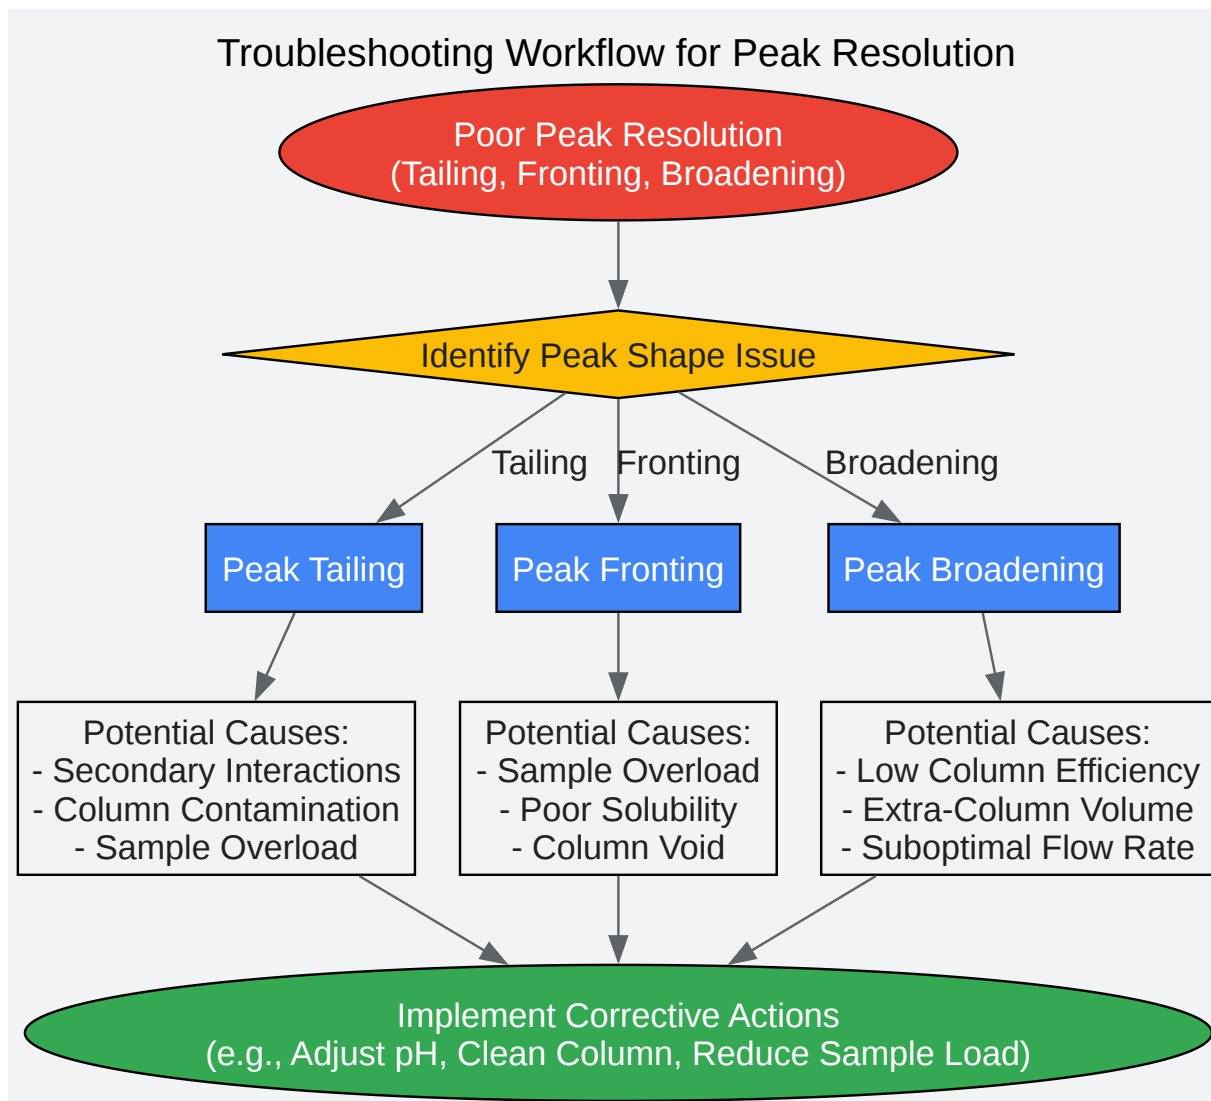 Troubleshooting Workflow for Peak Resolution
Poor Peak Resolution
(Tailing, Fronting, Broadening)
Identify Peak Shape Issue
Tailing
Fronting
Broadening
Peak Tailing
Peak Fronting
Peak Broadening
Potential Causes:
- Secondary Interactions
- Column Contamination
- Sample Overload
Potential Causes:
- Sample Overload
- Poor Solubility
- Column Void
Potential Causes:
- Low Column Efficiency
- Extra-Column Volume
- Suboptimal Flow Rate
Implement Corrective Actions
(e.g., Adjust pH, Clean Column, Reduce Sample Load)